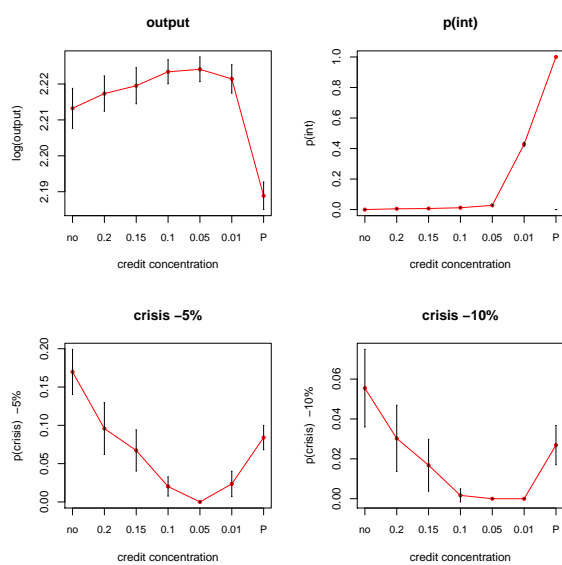 output
log(output)
2.19 2.20 2.21 2.22
no 0.2 0.15 0.1 0.05 0.01 P
credit concentration
p(int)
p(int)
0.0 0.2 0.4 0.6 0.8 1.0
no 0.2 0.15 0.1 0.05 0.01 P
credit concentration
crisis −5%
p(crisis) −5%
0.00 0.05 0.10 0.15 0.20
no 0.2 0.15 0.1 0.05 0.01 P
credit concentration
crisis −10%
p(crisis) −10%
0.00 0.02 0.04 0.06
no 0.2 0.15 0.1 0.05 0.01 P
credit concentration